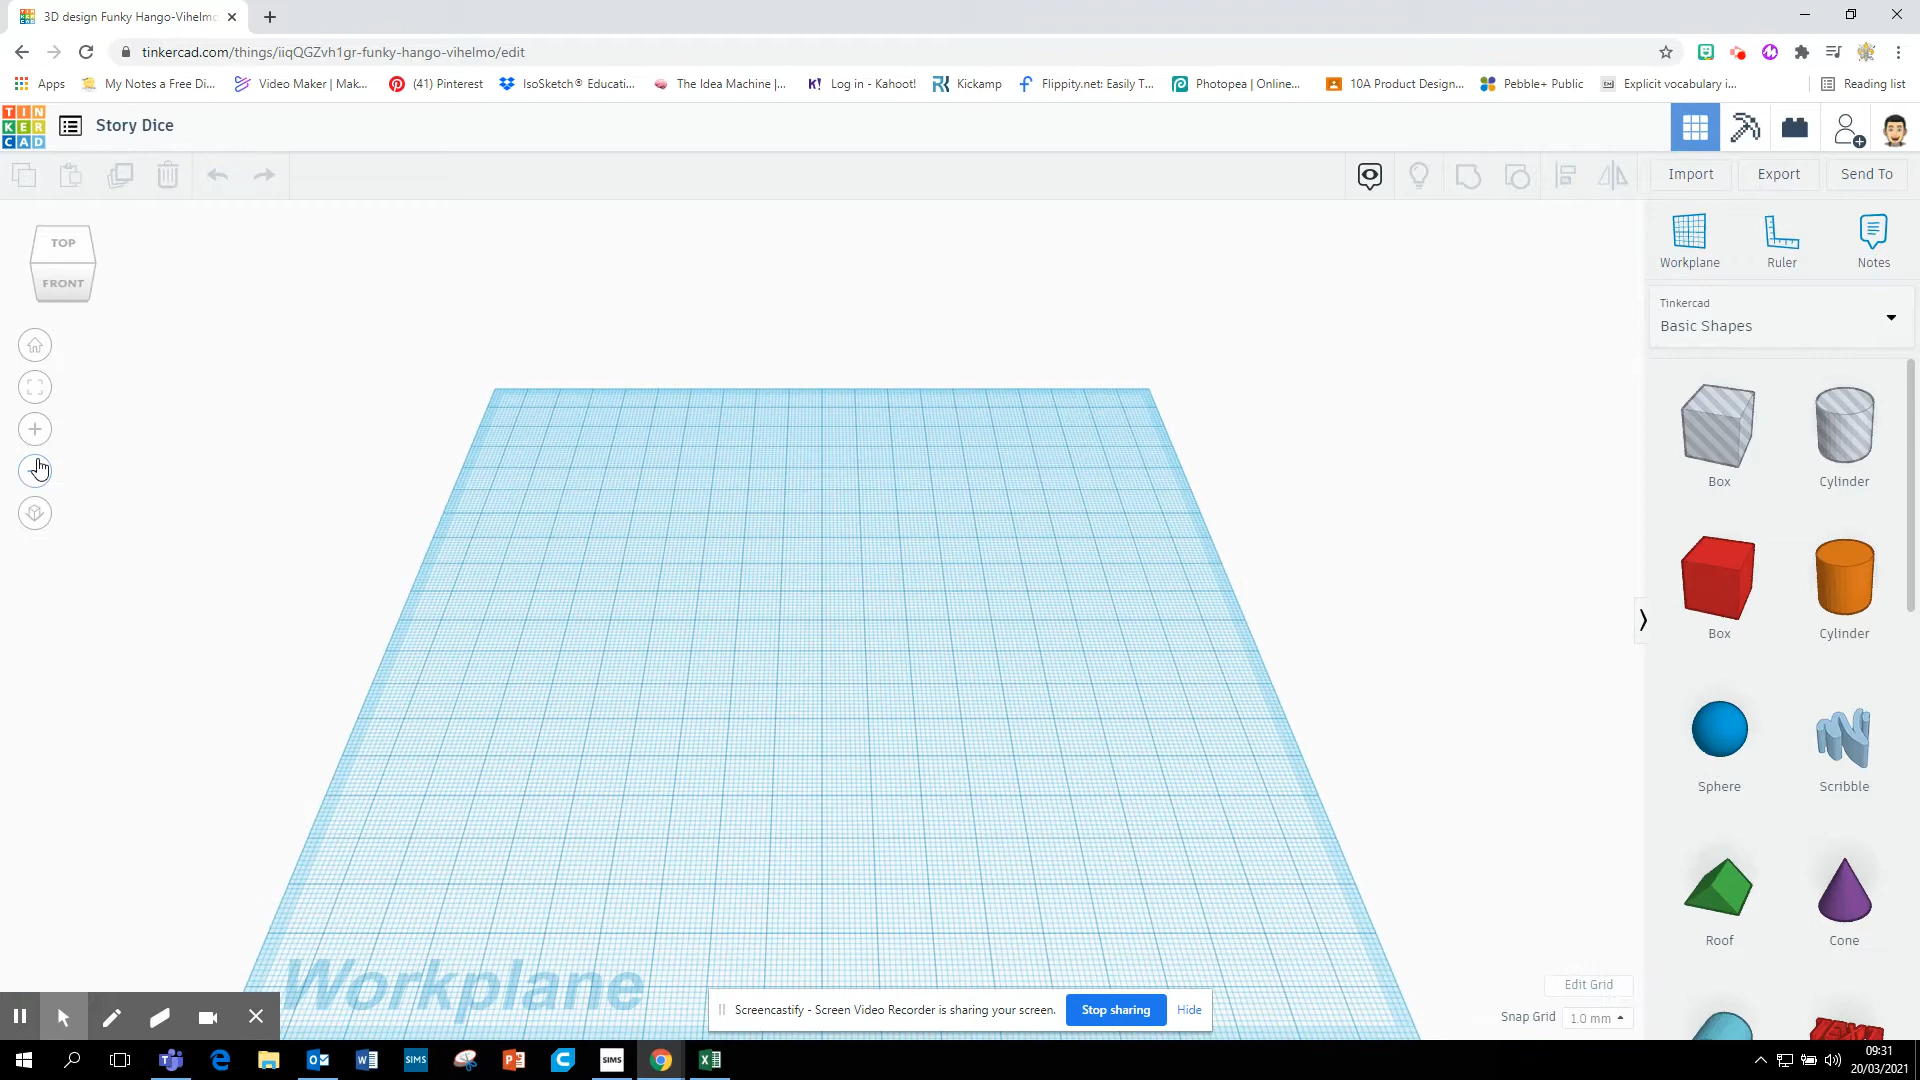 3D design Funky Hango-Vihelmo
tinkercad.com/things/iiqQGZvh1gr-funky-hango-vihelmo/edit
Apps
My Notes a Free Di...
Video Maker | Mak...
(41) Pinterest
IsoSketch® Educati...
The Idea Machine |...
Log in - Kahoot!
Kickamp
Flippity.net: Easily T...
Photopea | Online...
10A Product Design...
Pebble+ Public
Explicit vocabulary i...
Reading list
TIN
KER
CAD
Story Dice
Import
Export
Send To
TOP
FRONT
Workplane
Ruler
Notes
Tinkercad
Basic Shapes
Box
Cylinder
Box
Cylinder
Sphere
Scribble
Roof
Cone
Workplane
Edit Grid
Snap Grid
1.0 mm
Screencastify - Screen Video Recorder is sharing your screen.
Stop sharing
Hide
SIMS
SIMS
09:31
20/03/2021